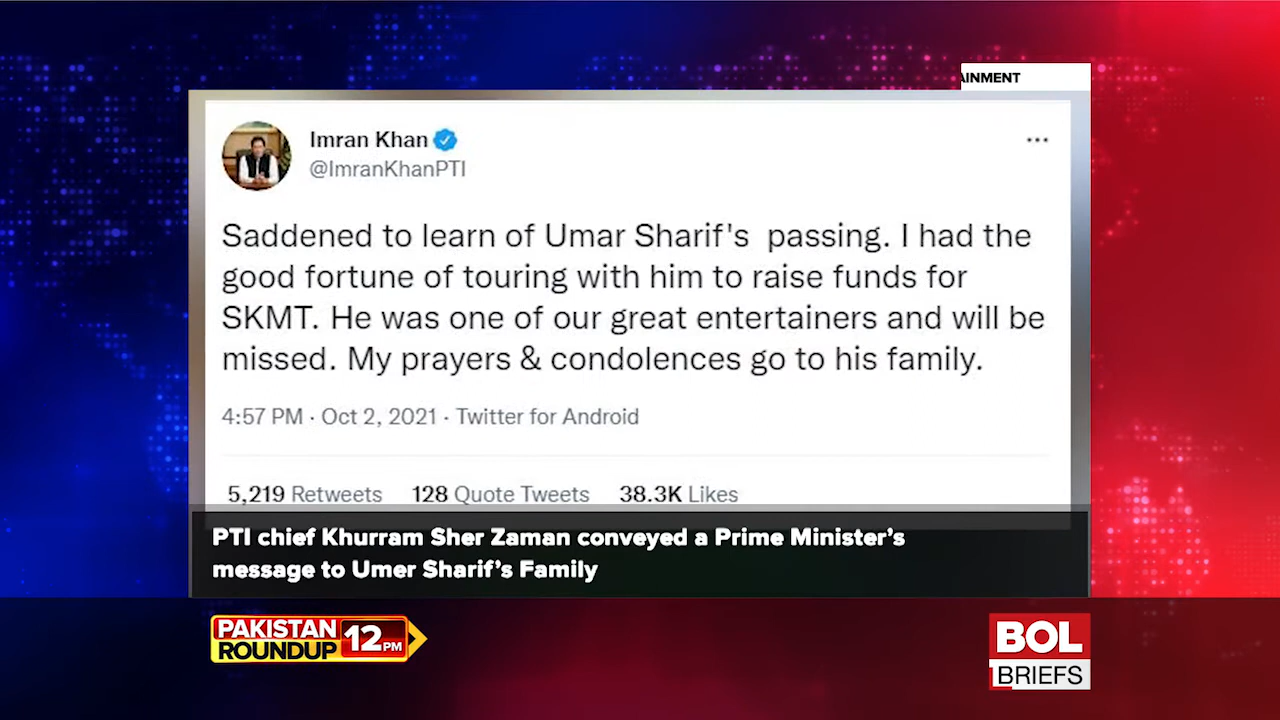 AINMENT
Imran Khan
@ImranKhanPTI
Saddened to learn of Umar Sharif's passing. I had the
good fortune of touring with him to raise funds for
SKMT. He was one of our great entertainers and will be
missed. My prayers & condolences go to his family.
4:57 PM · Oct 2, 2021 · Twitter for Android
5,219 Retweets 128 Quote Tweets 38.3K Likes
PTI chief Khurram Sher Zaman conveyed a Prime Minister's
message to Umer Sharif's Family
PAKISTAN
ROUNDUP 12PM
BOL
BRIEFS